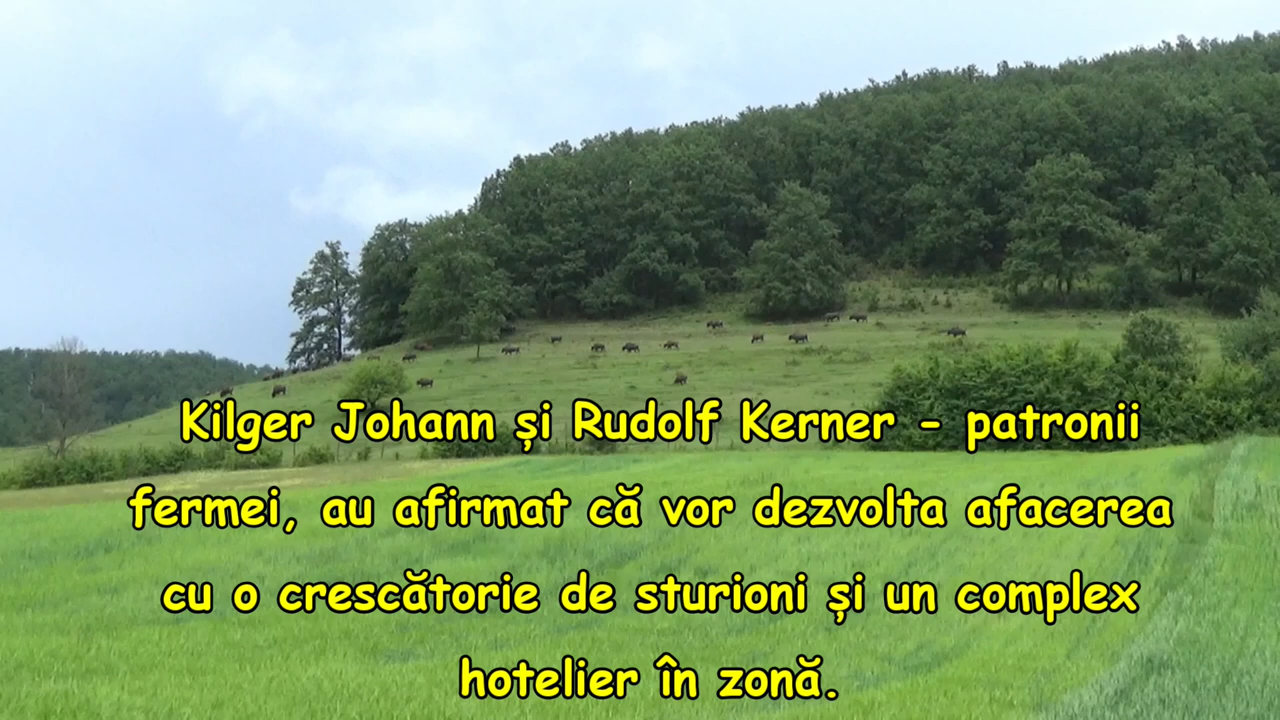 Kilger Johann și Rudolf Kerner - patronii
fermei, au afirmat că vor dezvolta afacerea
cu o crescătorie de sturioni și un complex
hotelier în zonă.